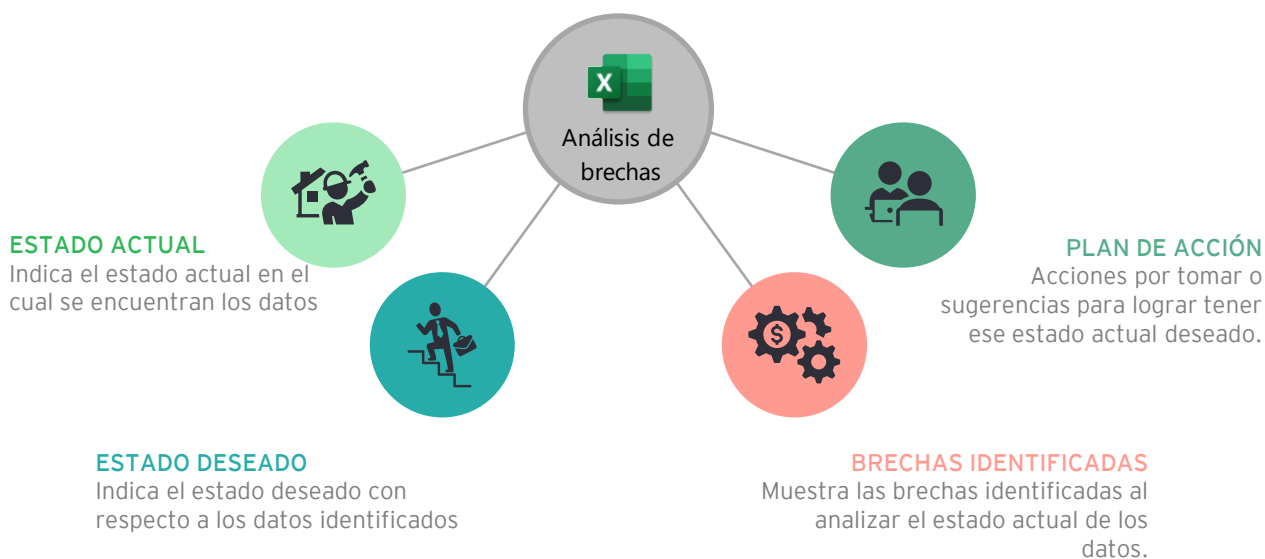 X
Análisis de
brechas
ESTADO ACTUAL
Indica el estado actual en el
cual se encuentran los datos
ESTADO DESEADO
Indica el estado deseado con
respecto a los datos identificados
$
BRECHAS IDENTIFICADAS
Muestra las brechas identificadas al
analizar el estado actual de los
datos.
PLAN DE ACCIÓN
Acciones por tomar o
sugerencias para lograr tener
ese estado actual deseado.